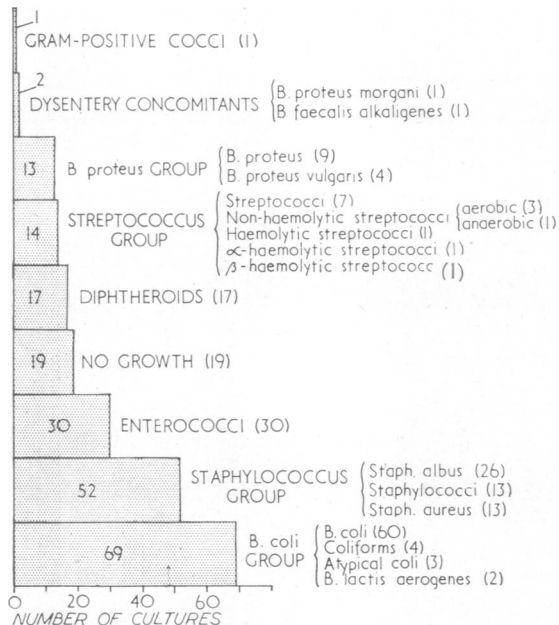 1
GRAM-POSITIVE COCCI (1)
2
DYSENTERY CONCOMITANTS
B. proteus morgani (1)
B faecalis alkaligenes (1)
13
B proteus GROUP
B. proteus (9)
B. proteus vulgaris (4)
14
STREPTOCOCCUS
GROUP
Streptococci (7)
Non-haemolytic streptococci
aerobic (3)
anaerobic (1)
Haemolytic streptococci (1)
∝-haemolytic streptococci (1)
β-haemolytic streptococc (1)
17
DIPHTHEROIDS (17)
19
NO GROWTH (19)
30
ENTEROCOCCI (30)
52
STAPHYLOCOCCUS
GROUP
Staph. albus (26)
Staphylococci (13)
Staph. aureus (13)
69
B. coli
GROUP
B. coli (60)
Coliforms (4)
Atypical coli (3)
B. lactis aerogenes (2)
0 20 40 60
NUMBER OF CULTURES